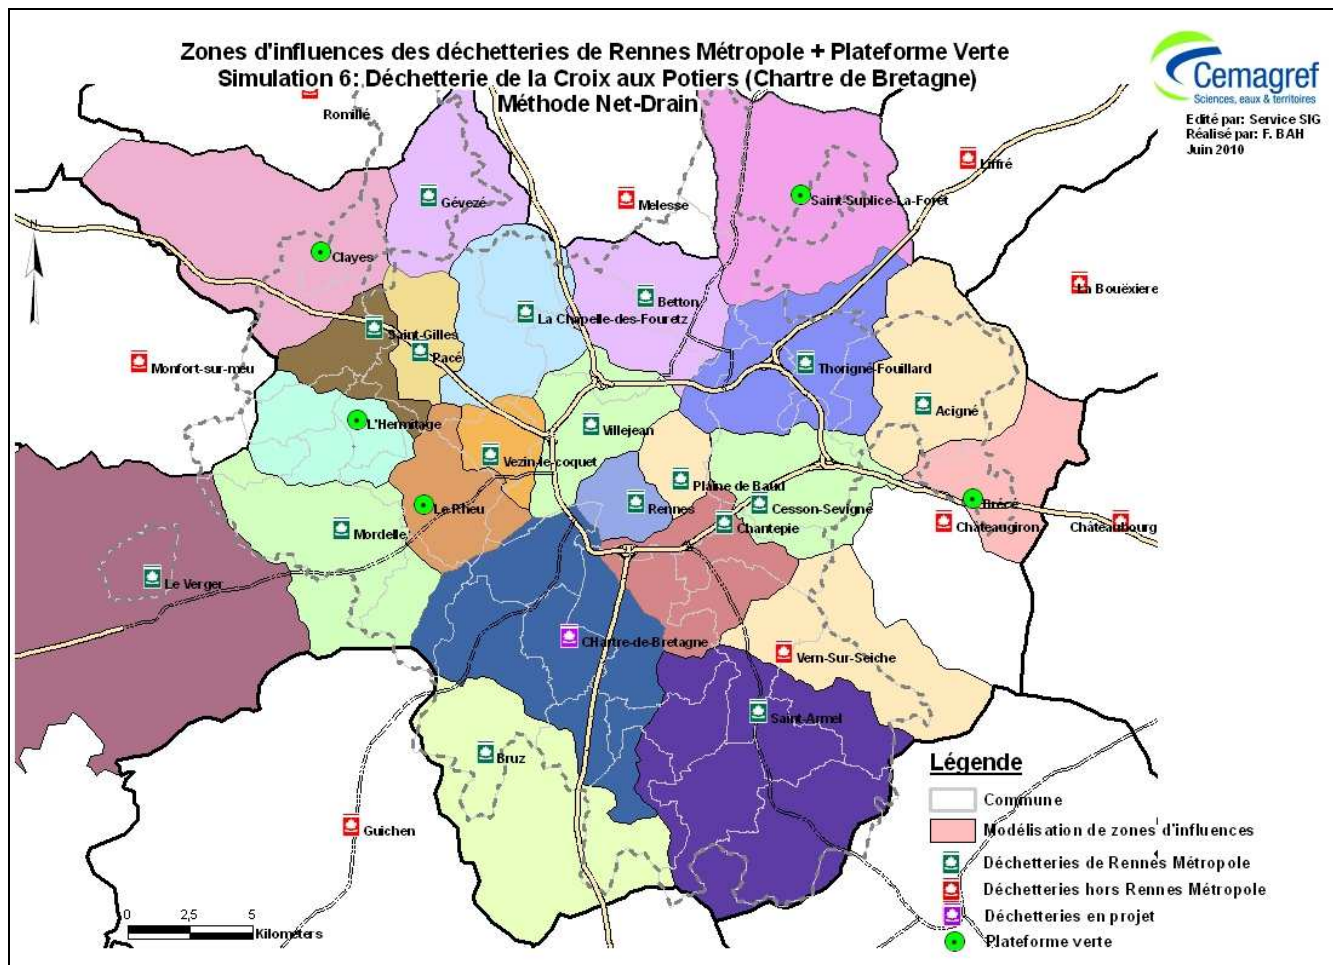 Zones d'influences des déchetteries de Rennes Métropole + Plateforme Verte
Simulation 6: Déchetterie de la Croix aux Potiers (Chartre de Bretagne)
Méthode Net-Drain
Cemagref
Sciences, eaux & territoires
Edité par: Service SIG
Réalisé par: F. BAH
Juin 2010
Romillé
Liffré
Gévezé
Melesse
Saint-Suplice-La-Forêt
N
Clayes
La Bouëxiere
Betton
La Chapelle-des-Fouretz
Saint-Gilles
Pacé
Monfort-sur-meu
Thorigné-Fouillard
Acigné
L'Hermitage
Villejean
Vezin-le-coquet
Plaine de Baud
Le Rheu
Rennes
Cesson-Sevigné
Brécé
Mordelle
Chantepie
Châteaugiron
Châteaubourg
Le Verger
CHartre-de-Bretagne
Vern-Sur-Seiche
Saint-Armel
Bruz
Guichen
Légende
Commune
Modélisation de zones d'influences
Déchetteries de Rennes Métropole
Déchetteries hors Rennes Métropole
Déchetteries en projet
Plateforme verte
0 2,5 5
Kilometers